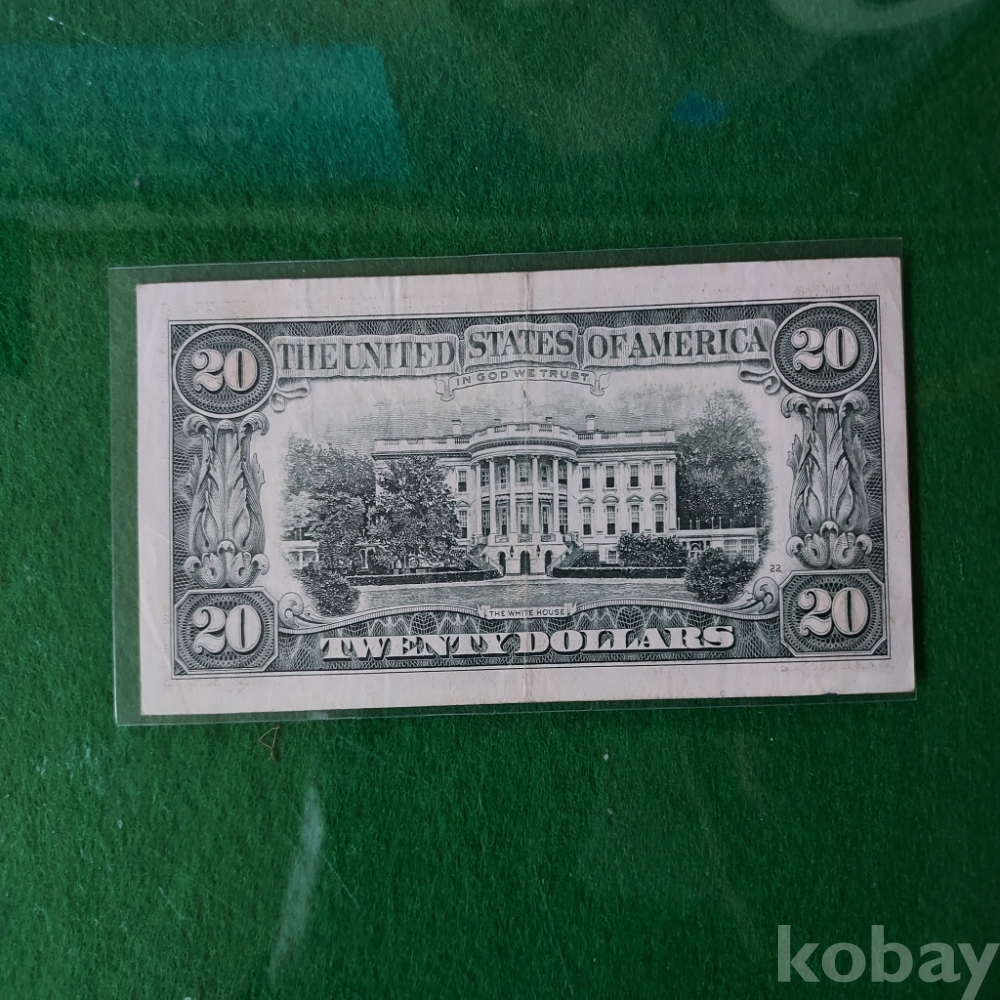 20 THE UNITED STATES OF AMERICA 20
IN GOD WE TRUST
22
THE WHITE HOUSE
20 TWENTY DOLLARS 20
kobay